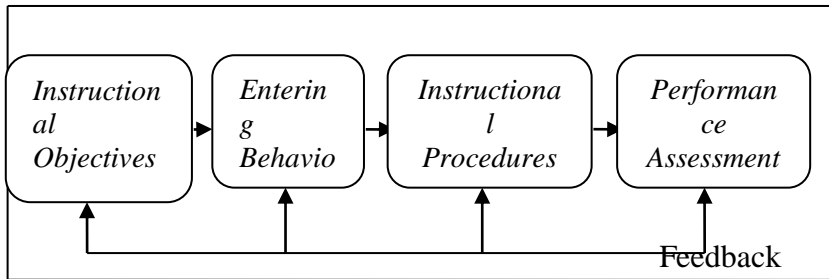 Instruction
al
Objectives
Enterin
g
Behavio
Instructiona
l
Procedures
Performan
ce
Assessment
Feedback